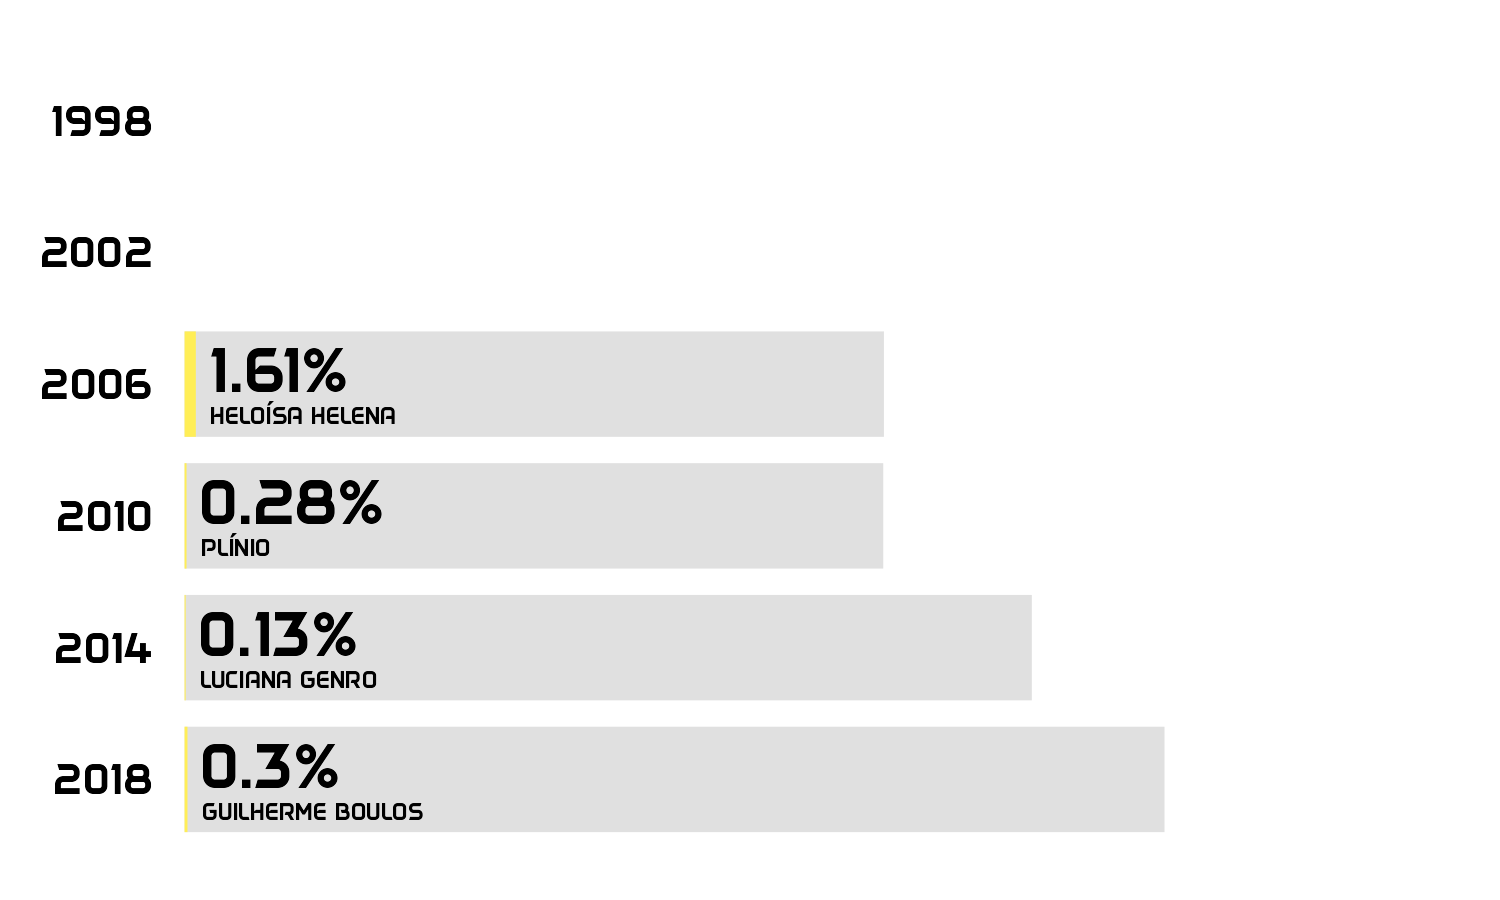 1998
2002
2006
1.61%
HELOÍSA HELENA
2010
0.28%
PLÍNIO
2014
0.13%
LUCIANA GENRO
2018
0.3%
GUILHERME BOULOS